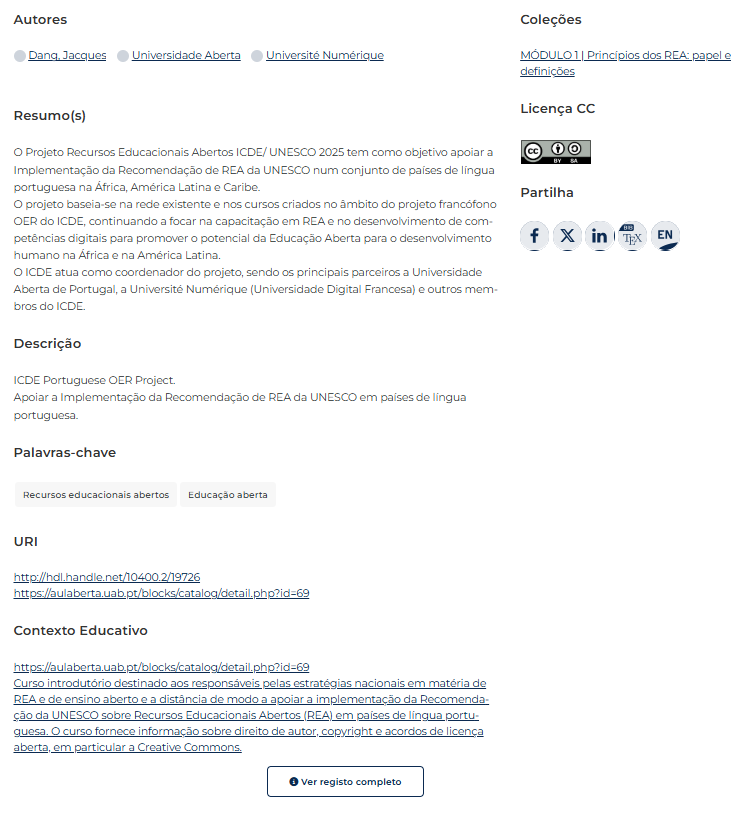 Autores
Dang, Jacques
Universidade Aberta
Université Numérique
Resumo(s)
O Projeto Recursos Educacionais Abertos ICDE/ UNESCO 2025 tem como objetivo apoiar a
Implementação da Recomendação de REA da UNESCO num conjunto de países de língua
portuguesa na África, América Latina e Caribe.
O projeto baseia-se na rede existente e nos cursos criados no âmbito do projeto francófono
OER do ICDE, continuando a focar na capacitação em REA e no desenvolvimento de com-
petências digitais para promover o potencial da Educação Aberta para o desenvolvimento
humano na África e na América Latina.
O ICDE atua como coordenador do projeto, sendo os principais parceiros a Universidade
Aberta de Portugal, a Université Numérique (Universidade Digital Francesa) e outros mem-
bros do ICDE.
Descrição
ICDE Portuguese OER Project.
Apoiar a Implementação da Recomendação de REA da UNESCO em países de língua
portuguesa.
Palavras-chave
Recursos educacionais abertos
Educação aberta
URI
http://hdl.handle.net/10400.2/19726
https://aulaberta.uab.pt/blocks/catalog/detail.php?id=69
Contexto Educativo
https://aulaberta.uab.pt/blocks/catalog/detail.php?id=69
Curso introdutório destinado aos responsáveis pelas estratégias nacionais em matéria de
REA e de ensino aberto e a distância de modo a apoiar a implementação da Recomenda-
ção da UNESCO sobre Recursos Educacionais Abertos (REA) em países de língua portu-
guesa. O curso fornece informação sobre direito de autor, copyright e acordos de licença
aberta, em particular a Creative Commons.
Ver registo completo
Coleções
MÓDULO 1 | Princípios dos REA: papel e
definições
Licença CC
cc
BY SA
Partilha
BIB
TEX
EN